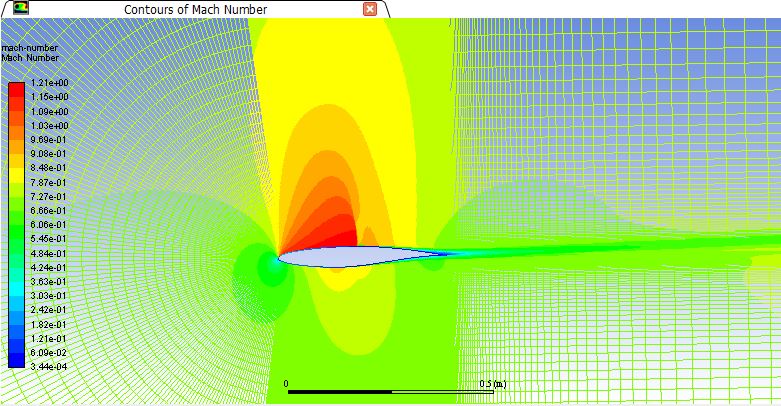 Contours of Mach Number
mach-number
Mach Number
1.21e+00
1.15e+00
1.09e+00
1.03e+00
9.69e-01
9.08e-01
8.48e-01
7.87e-01
7.27e-01
6.66e-01
6.06e-01
5.45e-01
4.84e-01
4.24e-01
3.63e-01
3.03e-01
2.42e-01
1.82e-01
1.21e-01
6.09e-02
3.44e-04
0 0.5 (m)